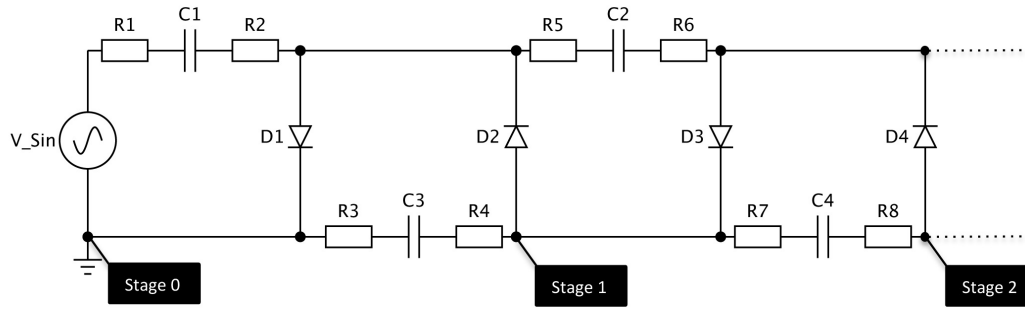 R1
C1
R2
R5
C2
R6
V_Sin
D1
D2
D3
D4
R3
C3
R4
R7
C4
R8
Stage 0
Stage 1
Stage 2